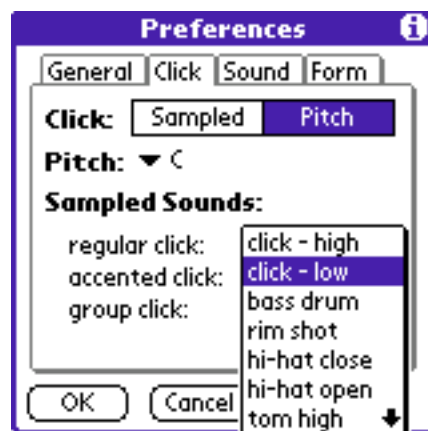 Preferences
General Click Sound Form
Click: Sampled Pitch
Pitch: C
Sampled Sounds:
regular click: click - high
accented click: click - low
group click: bass drum
rim shot
hi-hat close
hi-hat open
OK Cancel tom high